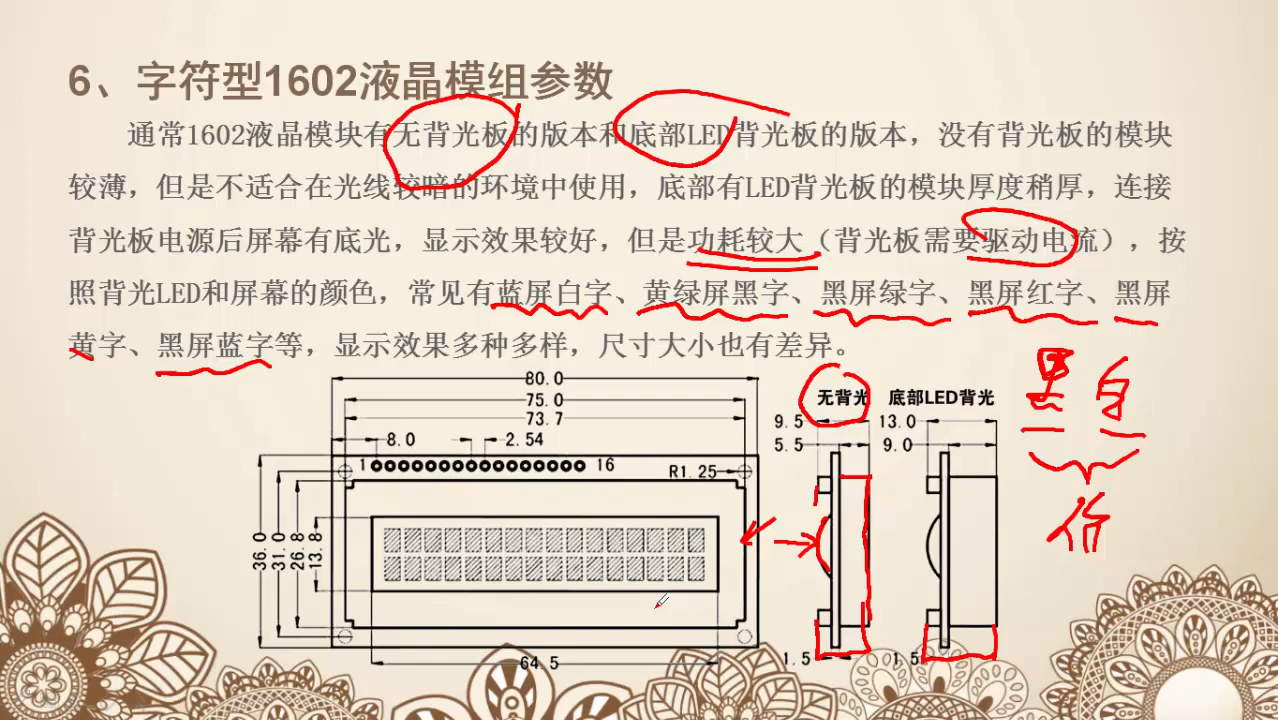 6、字符型1602液晶模组参数
通常1602液晶模块有无背光板的版本和底部LED背光板的版本，没有背光板的模块
较薄，但是不适合在光线较暗的环境中使用，底部有LED背光板的模块厚度稍厚，连接
背光板电源后屏幕有底光，显示效果较好，但是功耗较大（背光板需要驱动电流），按
照背光LED和屏幕的颜色，常见有蓝屏白字、黄绿屏黑字、黑屏绿字、黑屏红字、黑屏
黄字、黑屏蓝字等，显示效果多种多样，尺寸大小也有差异。
80.0
75.0
73.7
8.0 2.54
1 16
R1.25
36.0
31.0
26.8
13.8
64.5
无背光 底部LED背光
9.5 13.0
5.5 9.0
1.5 1.5
黑 白
价